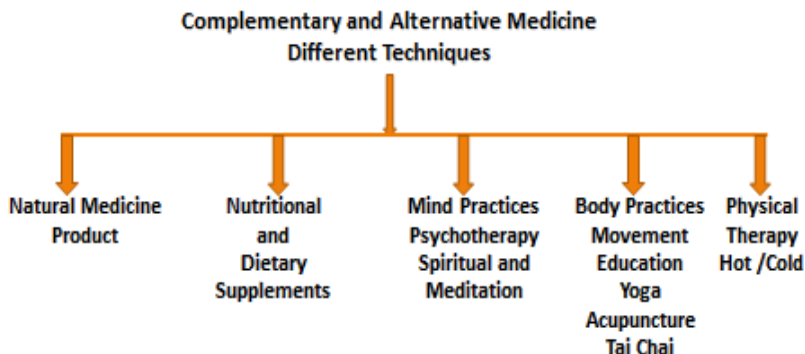 Complementary and Alternative Medicine
Different Techniques
Natural Medicine
Product
Nutritional
and
Dietary
Supplements
Mind Practices
Psychotherapy
Spiritual and
Meditation
Body Practices
Movement
Education
Yoga
Acupuncture
Tai Chai
Physical
Therapy
Hot /Cold